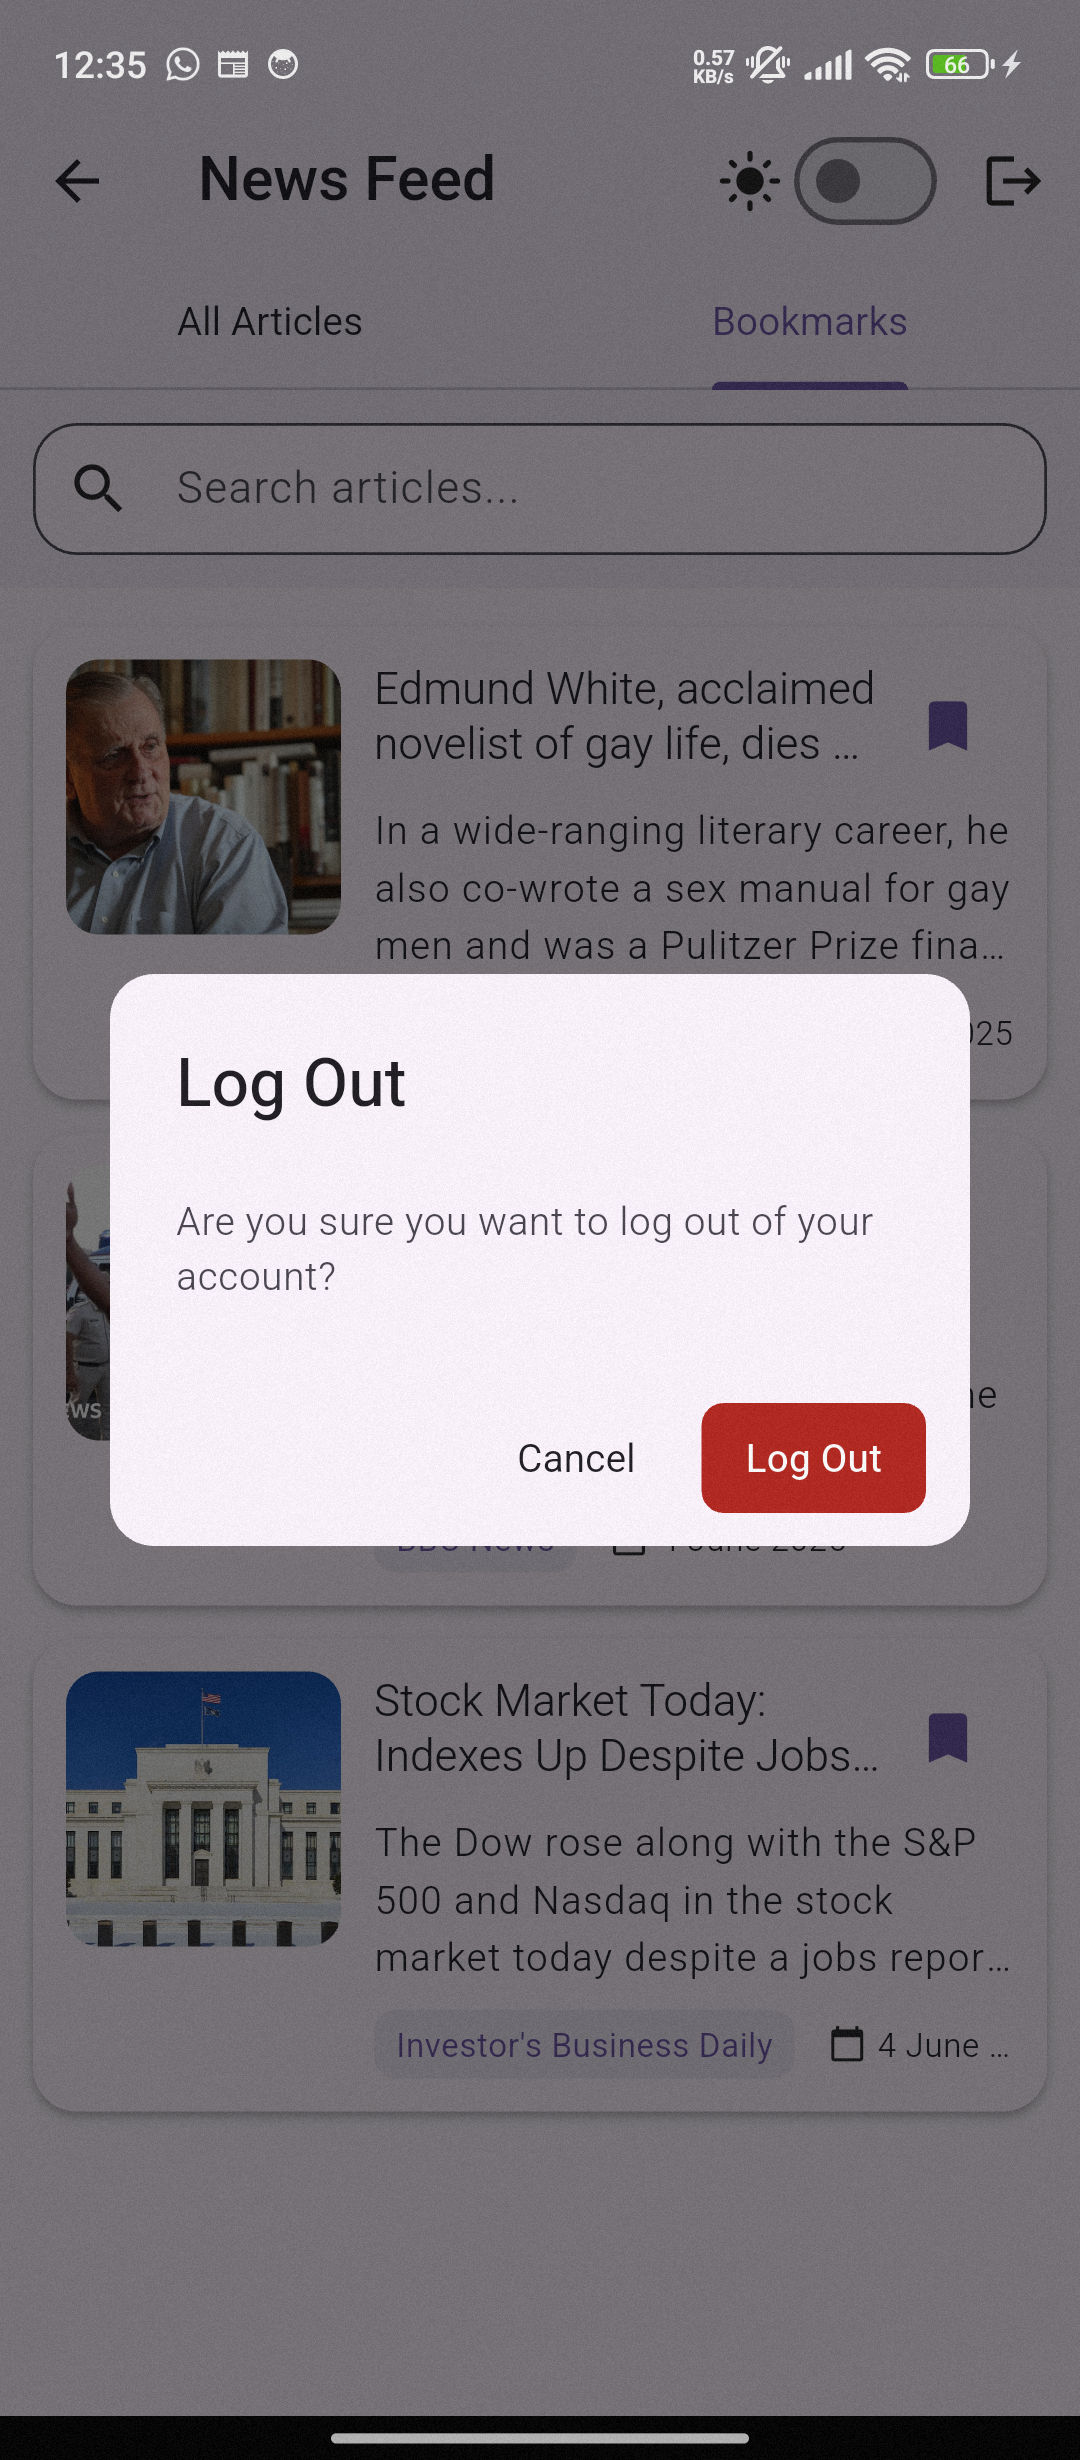 12:35
0.57
KB/s
66
News Feed
All Articles
Bookmarks
Search articles...
Edmund White, acclaimed
novelist of gay life, dies ...
In a wide-ranging literary career, he
also co-wrote a sex manual for gay
men and was a Pulitzer Prize fina...
Log Out
Are you sure you want to log out of your
account?
Cancel
Log Out
Stock Market Today:
Indexes Up Despite Jobs...
The Dow rose along with the S&P
500 and Nasdaq in the stock
market today despite a jobs repor...
Investor's Business Daily
4 June ...